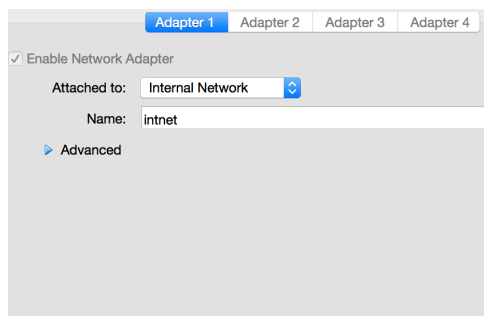 Adapter 1 Adapter 2 Adapter 3 Adapter 4
Enable Network Adapter
Attached to: Internal Network
Name: intnet
Advanced